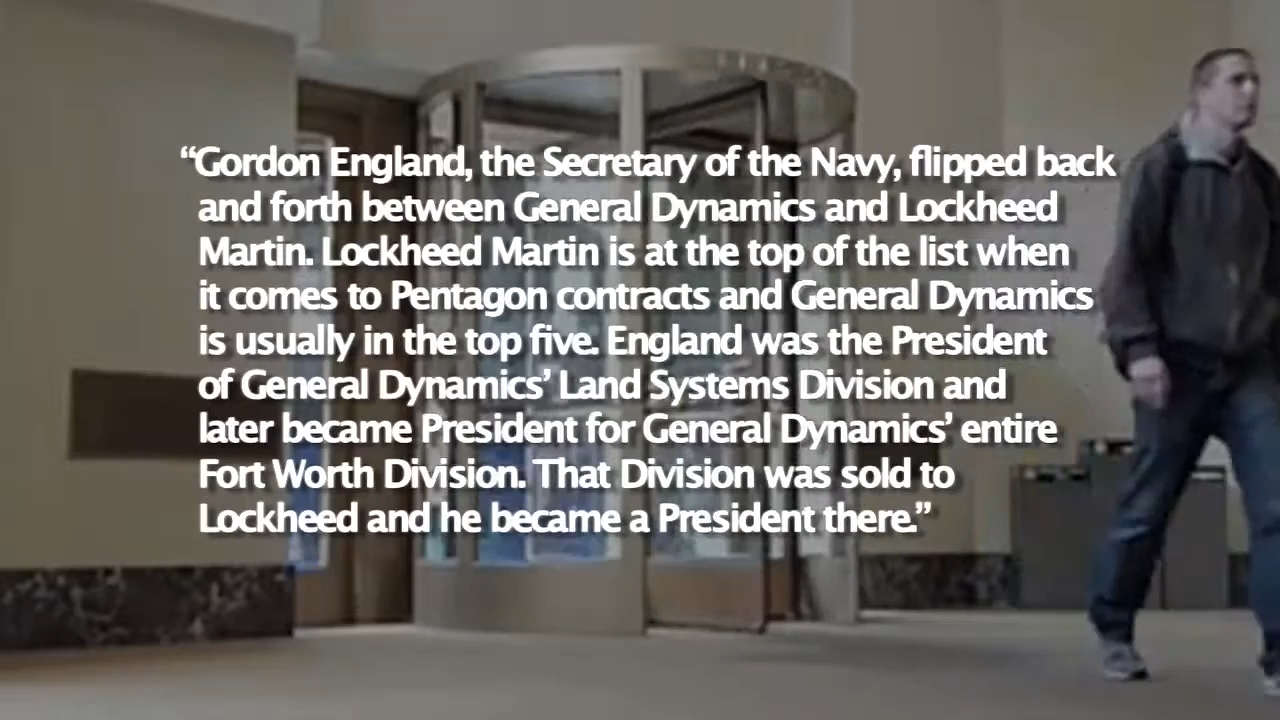 “Gordon England, the Secretary of the Navy, flipped back
and forth between General Dynamics and Lockheed
Martin. Lockheed Martin is at the top of the list when
it comes to Pentagon contracts and General Dynamics
is usually in the top five. England was the President
of General Dynamics’ Land Systems Division and
later became President for General Dynamics’ entire
Fort Worth Division. That Division was sold to
Lockheed and he became a President there.”